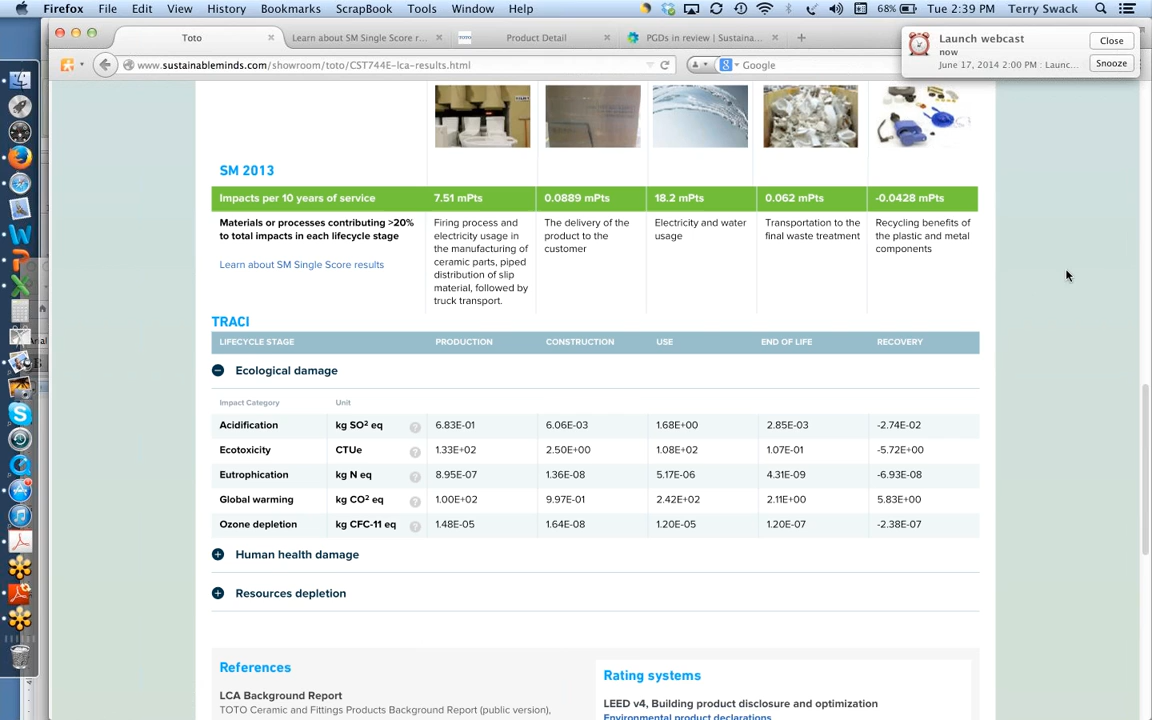 Firefox File Edit View History Bookmarks ScrapBook Tools Window Help 68% Tue 2:39 PM Terry Swack
Toto Learn about SM Single Score r... TOTO Product Detail PGDs in review | Sustaina...
www.sustainableminds.com/showroom/toto/CST744E-lca-results.html Google
Launch webcast
now
June 17, 2014 2:00 PM : Launc...
Close
Snooze
SM 2013
Impacts per 10 years of service 7.51 mPts 0.0889 mPts 18.2 mPts 0.062 mPts -0.0428 mPts
Materials or processes contributing >20% to total impacts in each lifecycle stage
Learn about SM Single Score results
Firing process and
electricity usage in
the manufacturing of
ceramic parts, piped
distribution of slip
material, followed by
truck transport.
The delivery of the
product to the
customer
Electricity and water
usage
Transportation to the
final waste treatment
Recycling benefits of
the plastic and metal
components
TRACI
LIFECYCLE STAGE PRODUCTION CONSTRUCTION USE END OF LIFE RECOVERY
Ecological damage
Impact Category Unit
Acidification kg SO² eq ? 6.83E-01 6.06E-03 1.68E+00 2.85E-03 -2.74E-02
Ecotoxicity CTUe ? 1.33E+02 2.50E+00 1.08E+02 1.07E-01 -5.72E+00
Eutrophication kg N eq ? 8.95E-07 1.36E-08 5.17E-06 4.31E-09 -6.93E-08
Global warming kg CO² eq ? 1.00E+02 9.97E-01 2.42E+02 2.11E+00 5.83E+00
Ozone depletion kg CFC-11 eq ? 1.48E-05 1.64E-08 1.20E-05 1.20E-07 -2.38E-07
Human health damage
Resources depletion
References
LCA Background Report
TOTO Ceramic and Fittings Products Background Report (public version),
Rating systems
LEED v4, Building product disclosure and optimization
Environmental product declarations